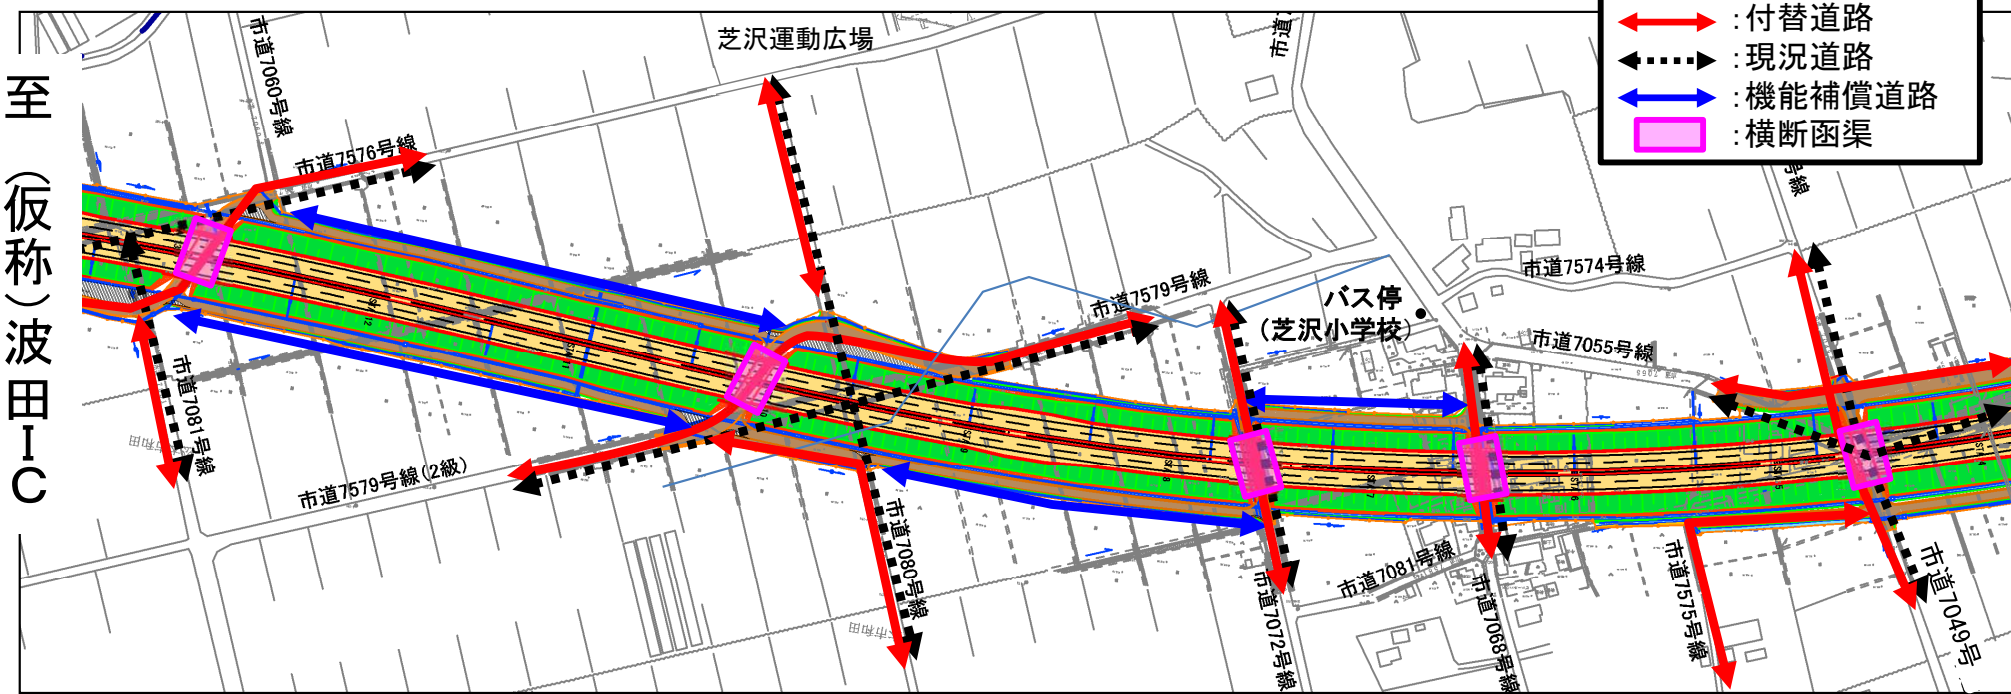 :付替道路
:現況道路
:機能補償道路
:横断函渠
芝沢運動広場
市道
号線
至(仮称)波田IC
市道7060号線
市道7576号線
市道7579号線
市道7574号線
バス停
(芝沢小学校)
市道7055号線
市道7081号線
市道7579号線(2級)
市道7080号線
市道7072号線
市道7081号線
市道7068号線
市道7575号線
市道7049号